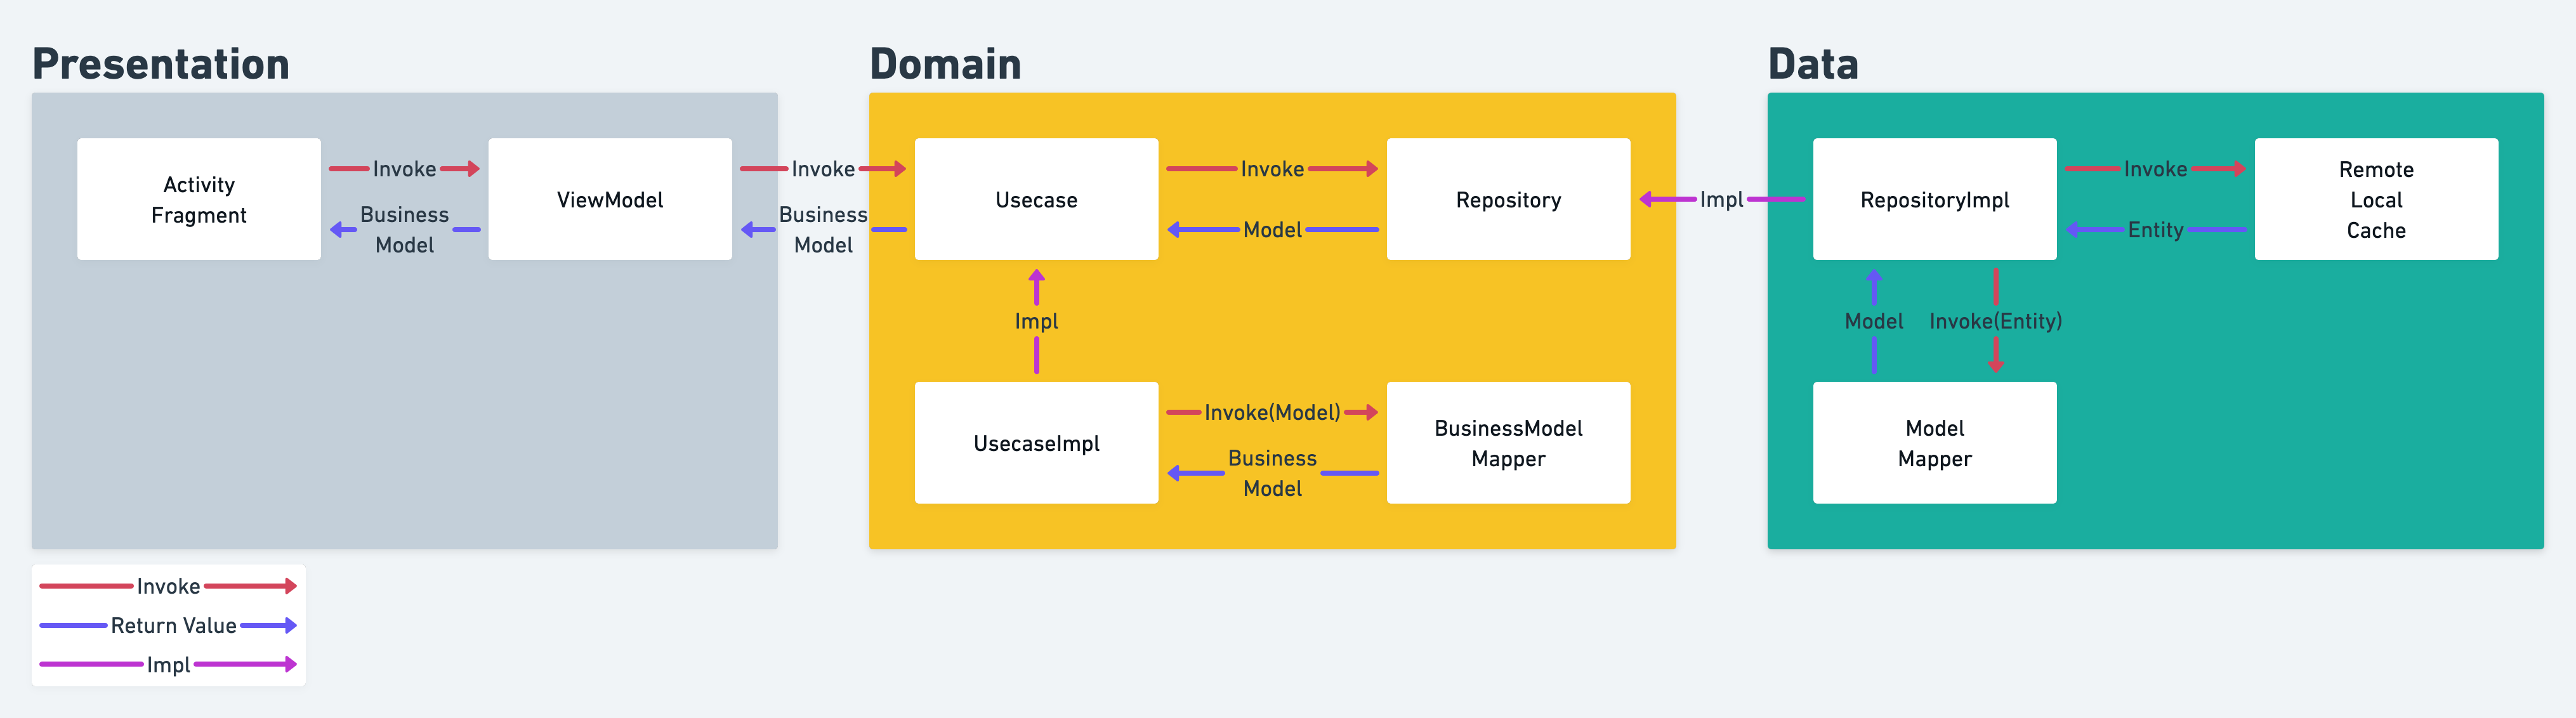 Presentation
Domain
Data
Activity
Fragment
Invoke
Business
Model
ViewModel
Invoke
Business
Model
Usecase
Invoke
Model
Repository
Impl
RepositoryImpl
Invoke
Entity
Remote
Local
Cache
Impl
Model
Invoke(Entity)
UsecaseImpl
Invoke(Model)
Business
Model
BusinessModel
Mapper
Model
Mapper
Invoke
Return Value
Impl